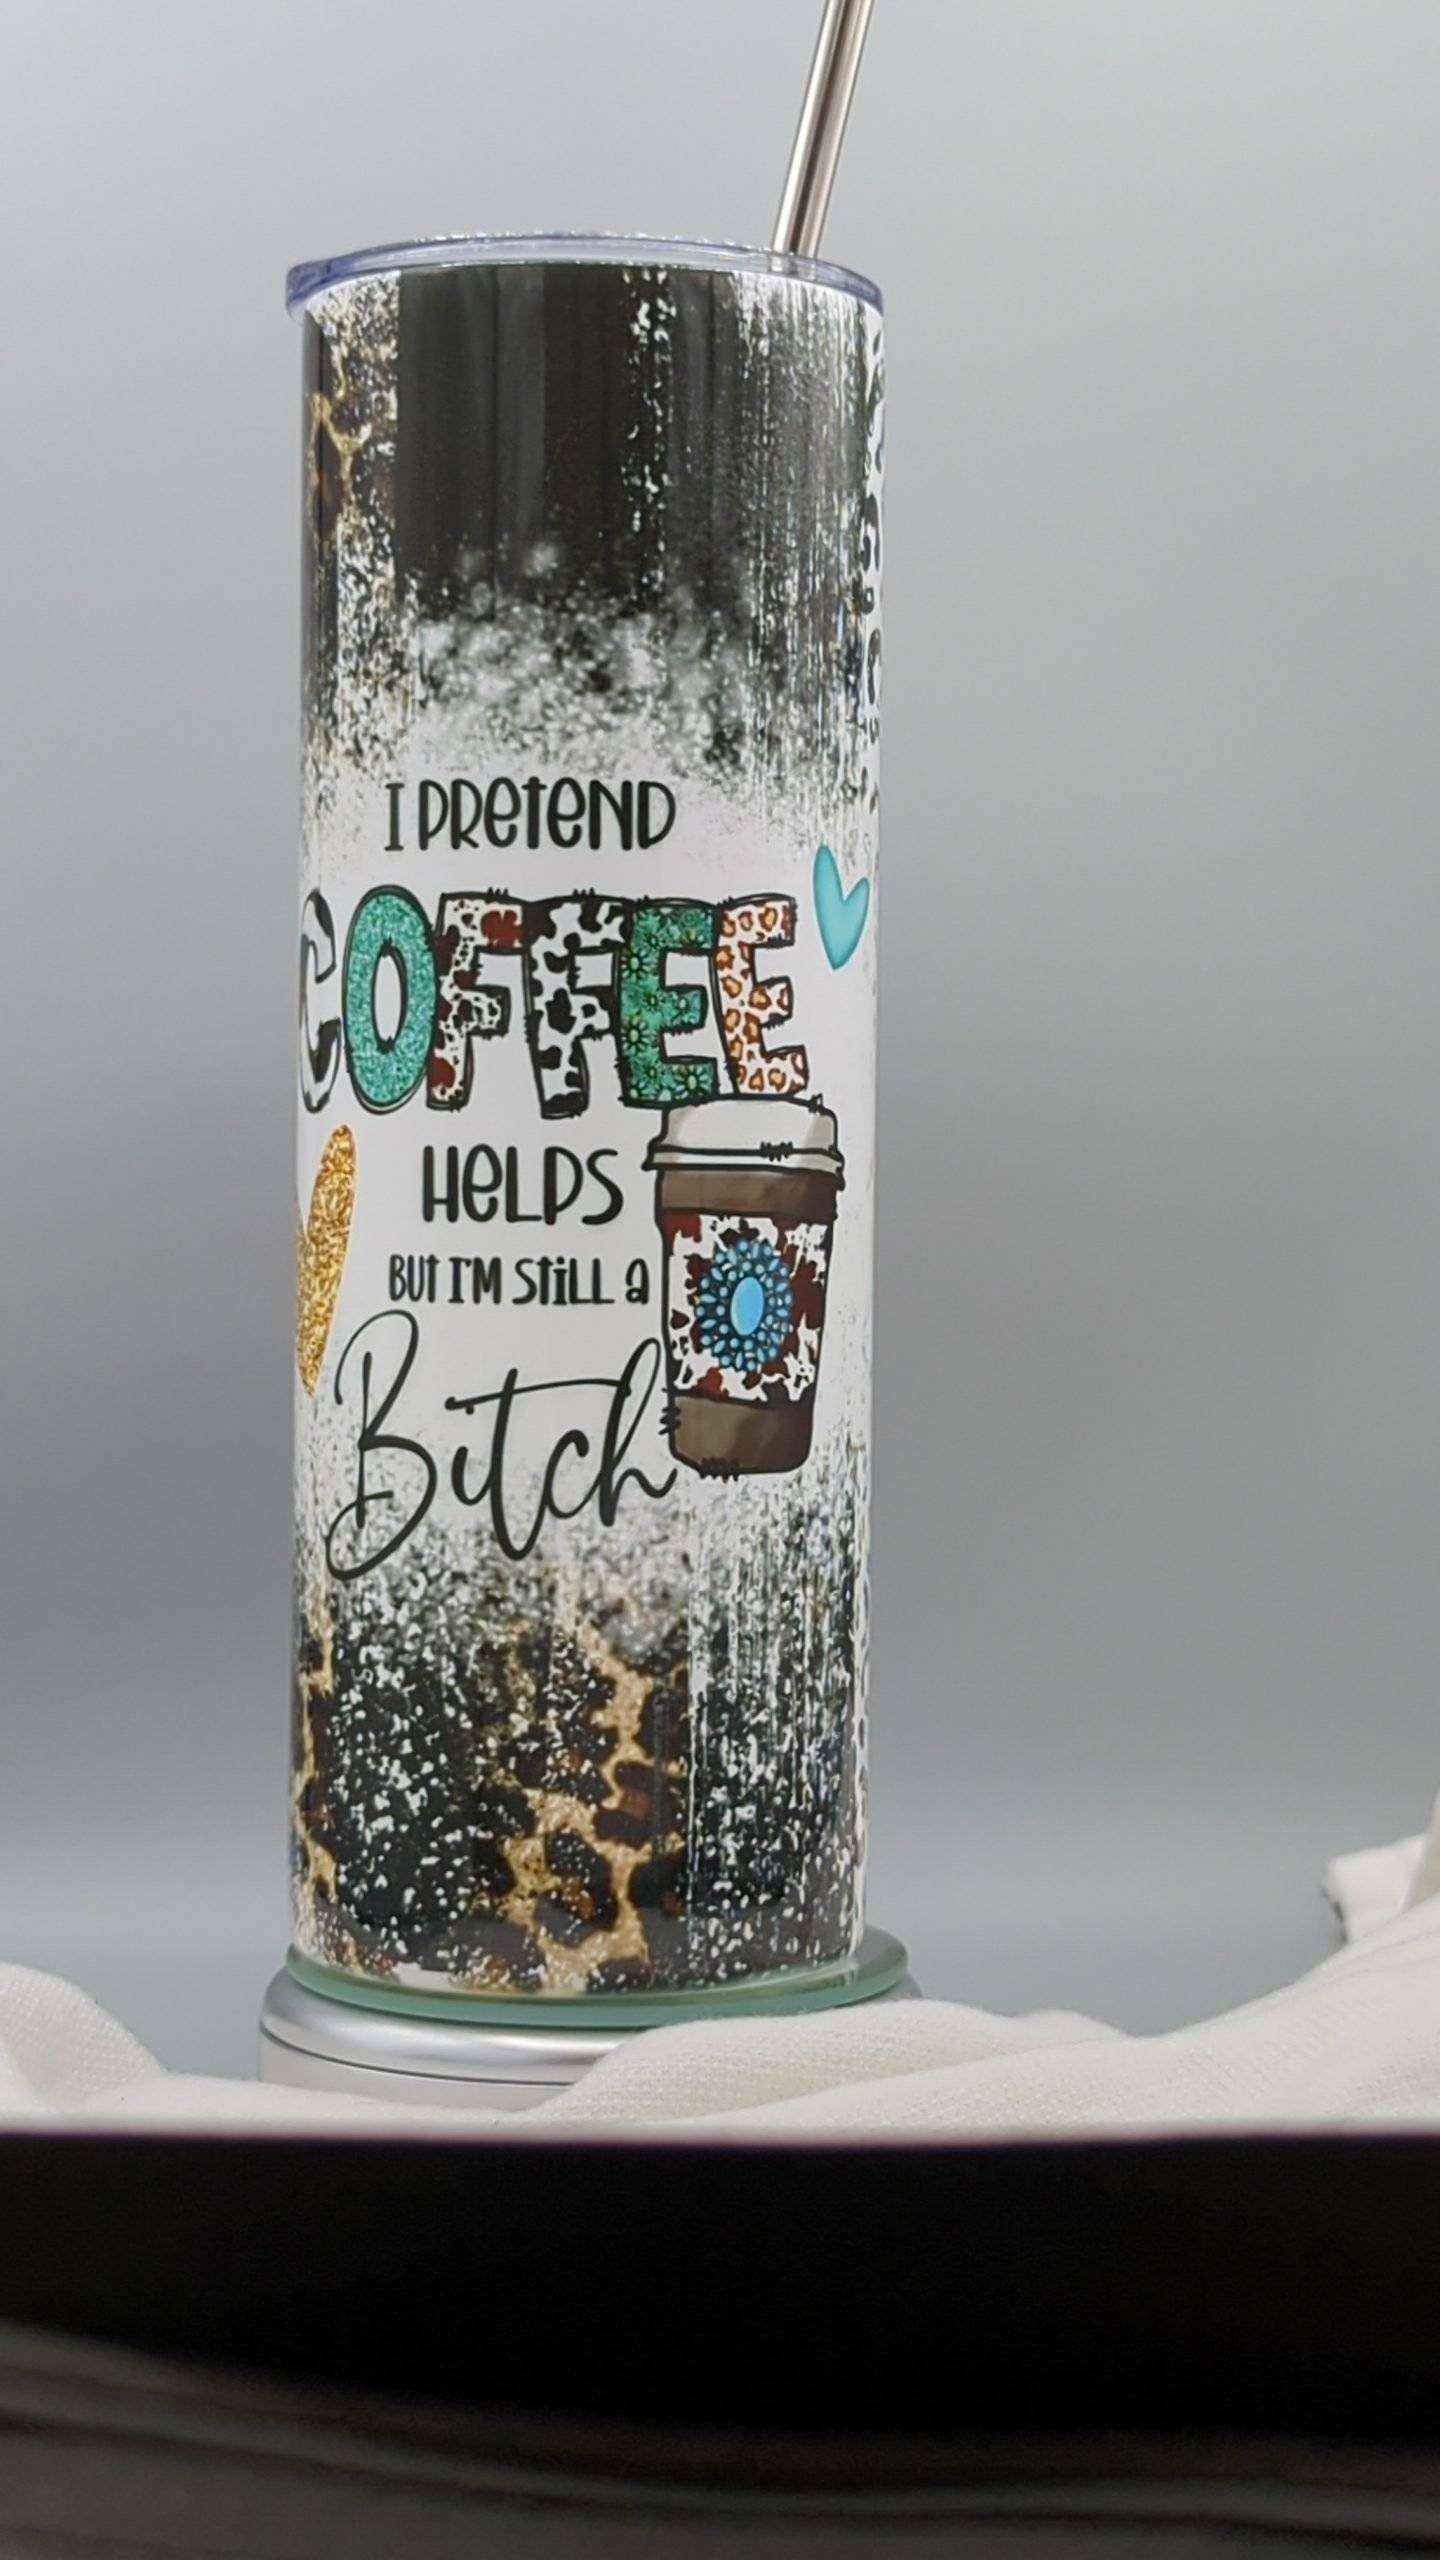 I PRETEND
COFFEE
HELPS
BUT I'M STILL A
Bitch